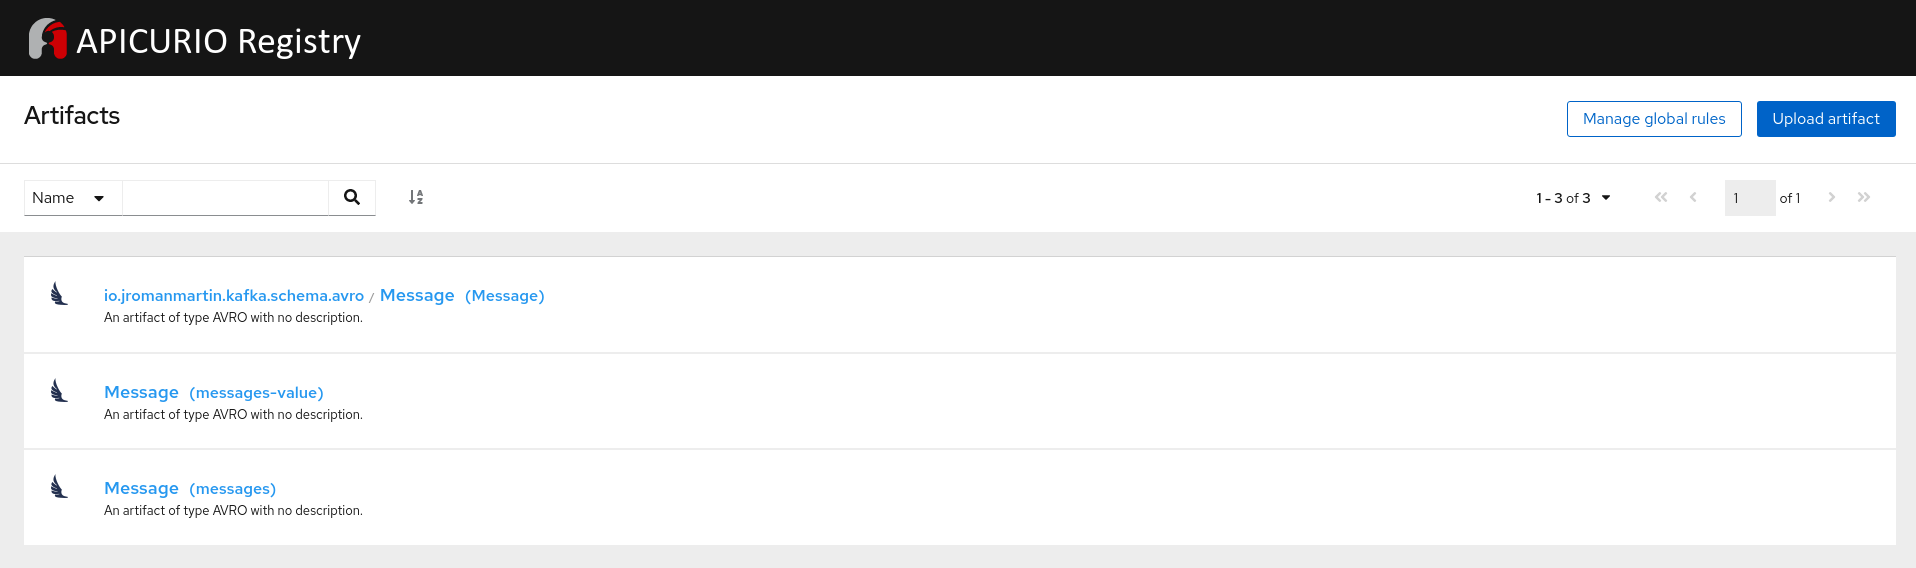 APICURIO Registry
Artifacts
Manage global rules
Upload artifact
Name
1 - 3 of 3
1 of 1
io.jromanmartin.kafka.schema.avro / Message (Message)
An artifact of type AVRO with no description.
Message (messages-value)
An artifact of type AVRO with no description.
Message (messages)
An artifact of type AVRO with no description.